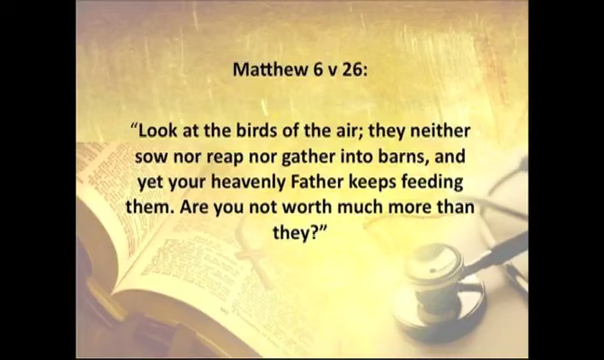 Matthew 6 v 26:
“Look at the birds of the air; they neither
sow nor reap nor gather into barns, and
yet your heavenly Father keeps feeding
them. Are you not worth much more than
they?”